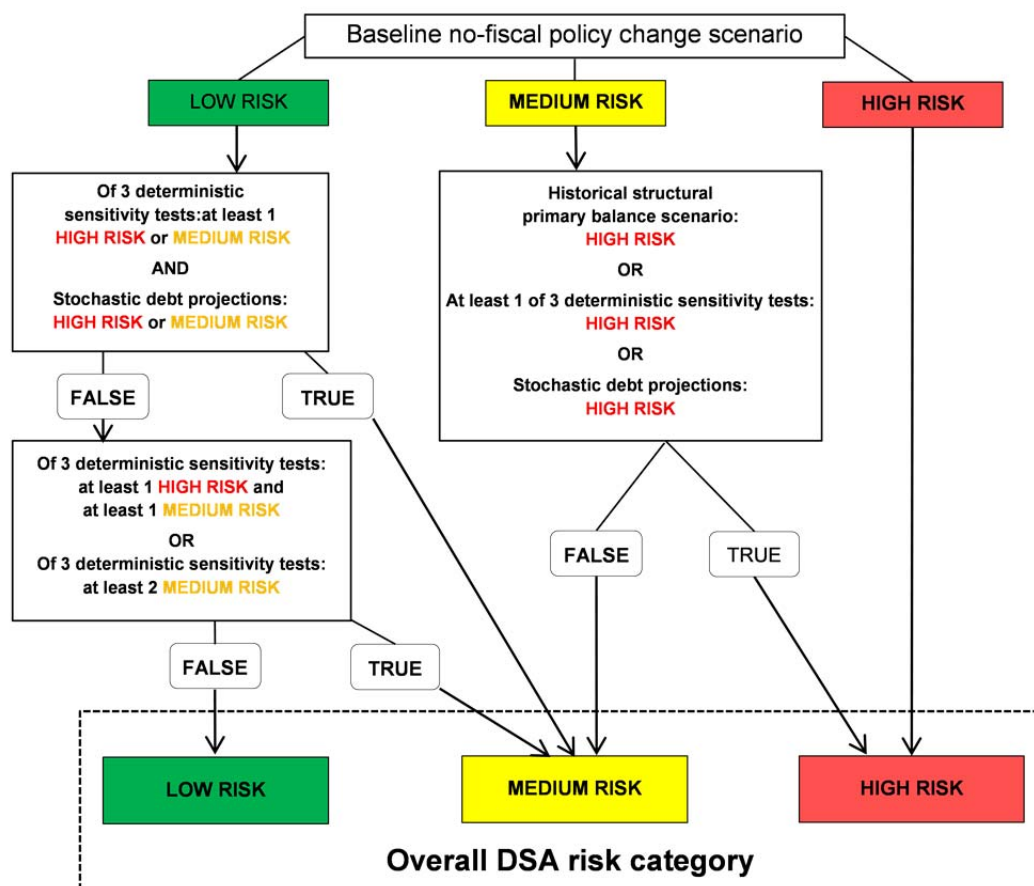 Baseline no-fiscal policy change scenario
LOW RISK
MEDIUM RISK
HIGH RISK
Of 3 deterministic
sensitivity tests:at least 1
HIGH RISK or MEDIUM RISK
AND
Stochastic debt projections:
HIGH RISK or MEDIUM RISK
Historical structural
primary balance scenario:
HIGH RISK
OR
At least 1 of 3 deterministic sensitivity tests:
HIGH RISK
OR
Stochastic debt projections:
HIGH RISK
FALSE
TRUE
Of 3 deterministic sensitivity tests:
at least 1 HIGH RISK and
at least 1 MEDIUM RISK
OR
Of 3 deterministic sensitivity tests:
at least 2 MEDIUM RISK
FALSE
TRUE
FALSE
TRUE
LOW RISK
MEDIUM RISK
HIGH RISK
Overall DSA risk category